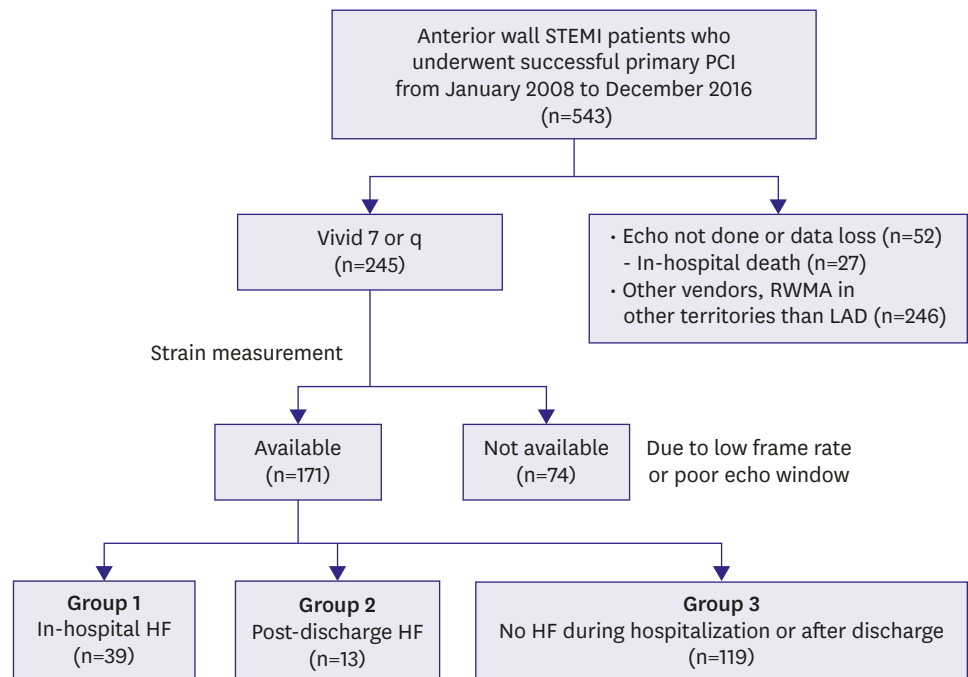 Anterior wall STEMI patients who
underwent successful primary PCI
from January 2008 to December 2016
(n=543)
Vivid 7 or q
(n=245)
· Echo not done or data loss (n=52)
- In-hospital death (n=27)
· Other vendors, RWMA in
other territories than LAD (n=246)
Strain measurement
Available
(n=171)
Not available
(n=74)
Due to low frame rate
or poor echo window
Group 1
In-hospital HF
(n=39)
Group 2
Post-discharge HF
(n=13)
Group 3
No HF during hospitalization or after discharge
(n=119)